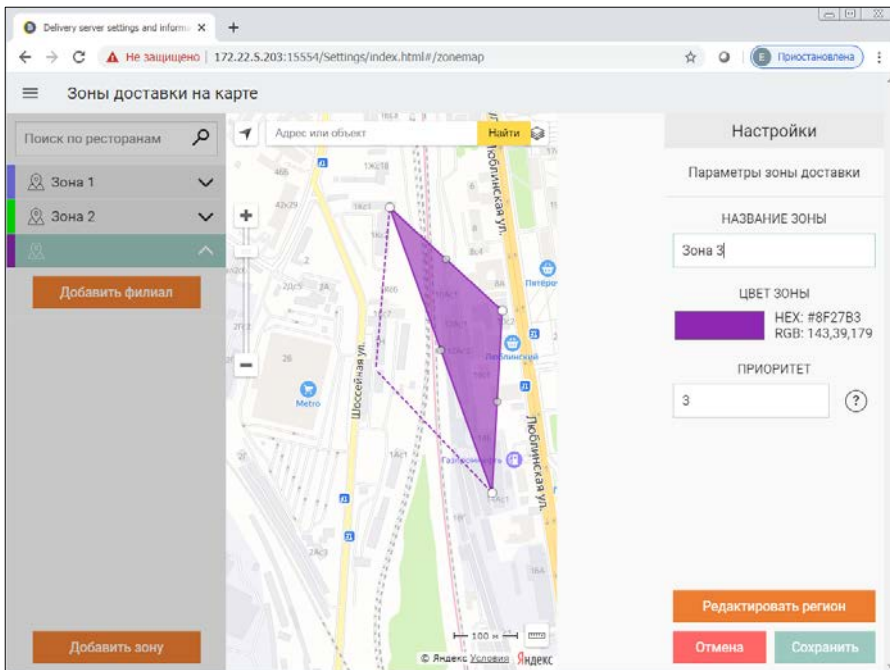 Delivery server settings and inform
Не защищено | 172.22.5.203:15554/Settings/index.html#/zonemap
E Приостановлена
Зоны доставки на карте
Поиск по ресторанам
Зона 1
Зона 2
Добавить филиал
Добавить зону
Адрес или объект
Найти
Люблинская ул.
Шоссейная ул.
Metro
Люблинский
Люблинская ул.
100 м
© Яндекс Условия Яндекс
Настройки
Параметры зоны доставки
НАЗВАНИЕ ЗОНЫ
Зона 3
ЦВЕТ ЗОНЫ
HEX: #8F27B3
RGB: 143,39,179
ПРИОРИТЕТ
3
?
Редактировать регион
Отмена
Сохранить